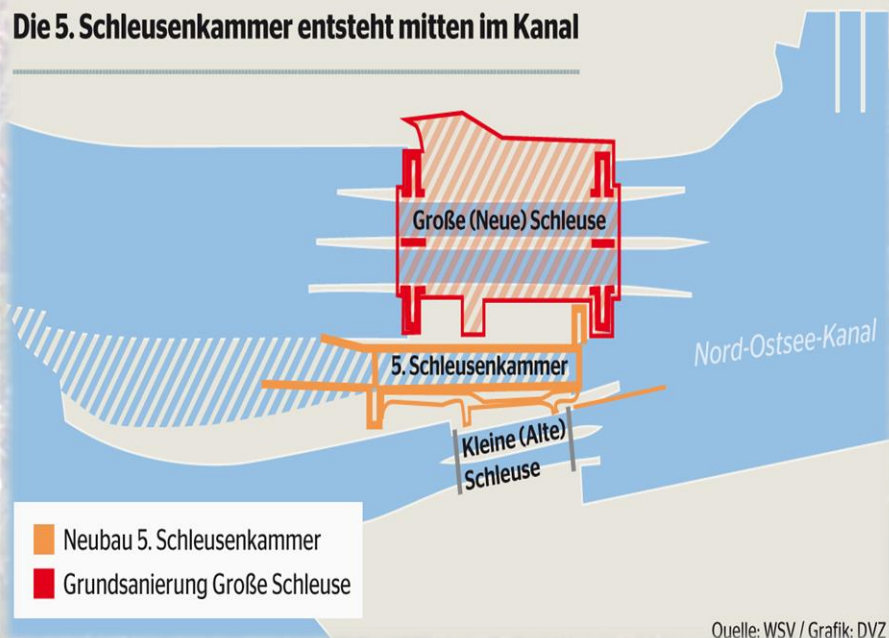 Die 5. Schleusenkammer entsteht mitten im Kanal
Große (Neue) Schleuse
Nord-Ostsee-Kanal
5. Schleusenkammer
Kleine (Alte)
Schleuse
Neubau 5. Schleusenkammer
Grundsanierung Große Schleuse
Quelle: WSV / Grafik: DVZ